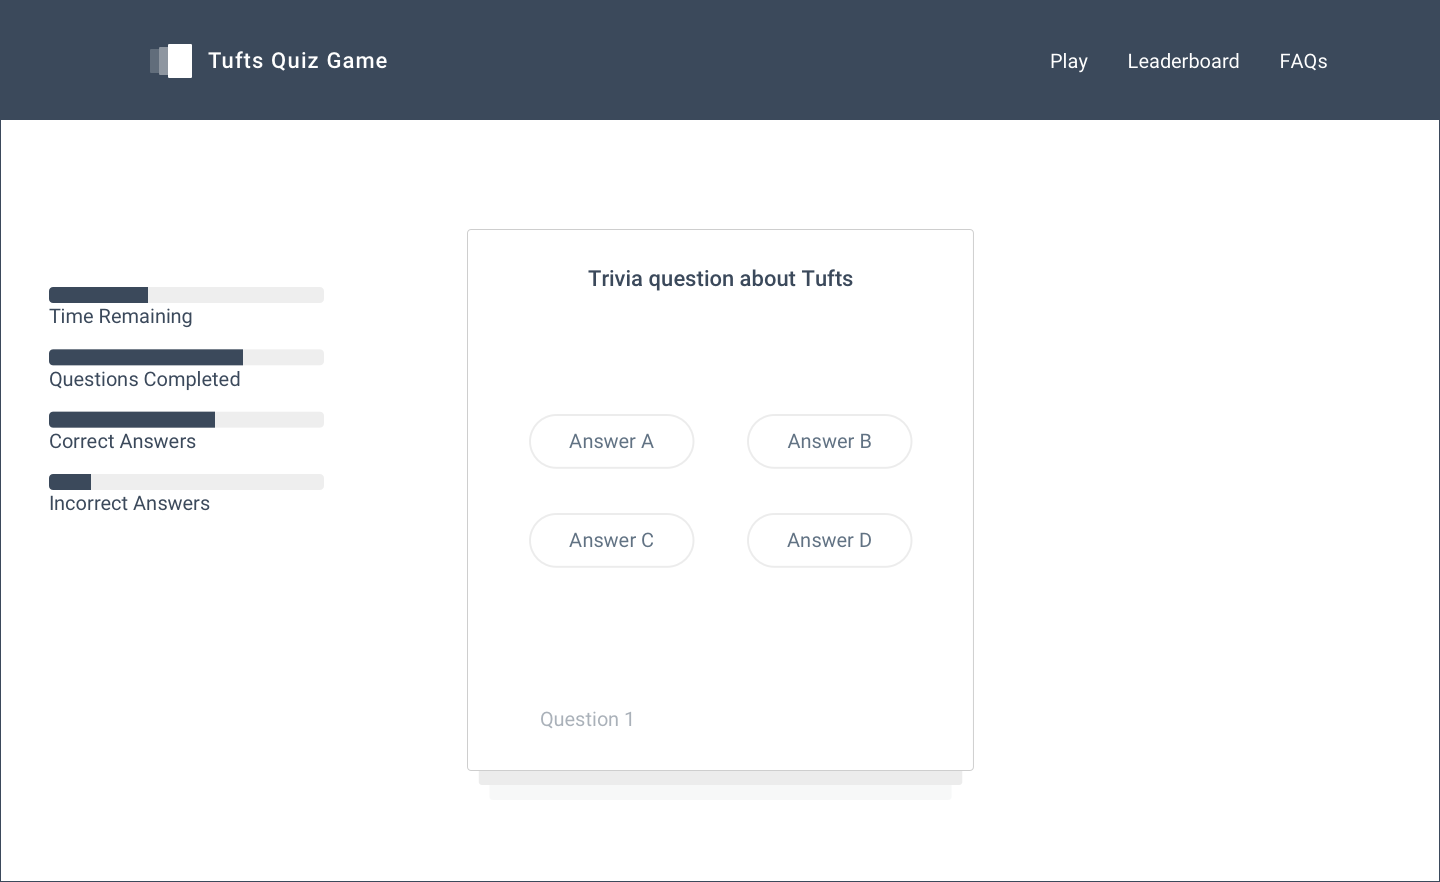 Tufts Quiz Game
Play
Leaderboard
FAQs
Time Remaining
Questions Completed
Correct Answers
Incorrect Answers
Trivia question about Tufts
Answer A
Answer B
Answer C
Answer D
Question 1